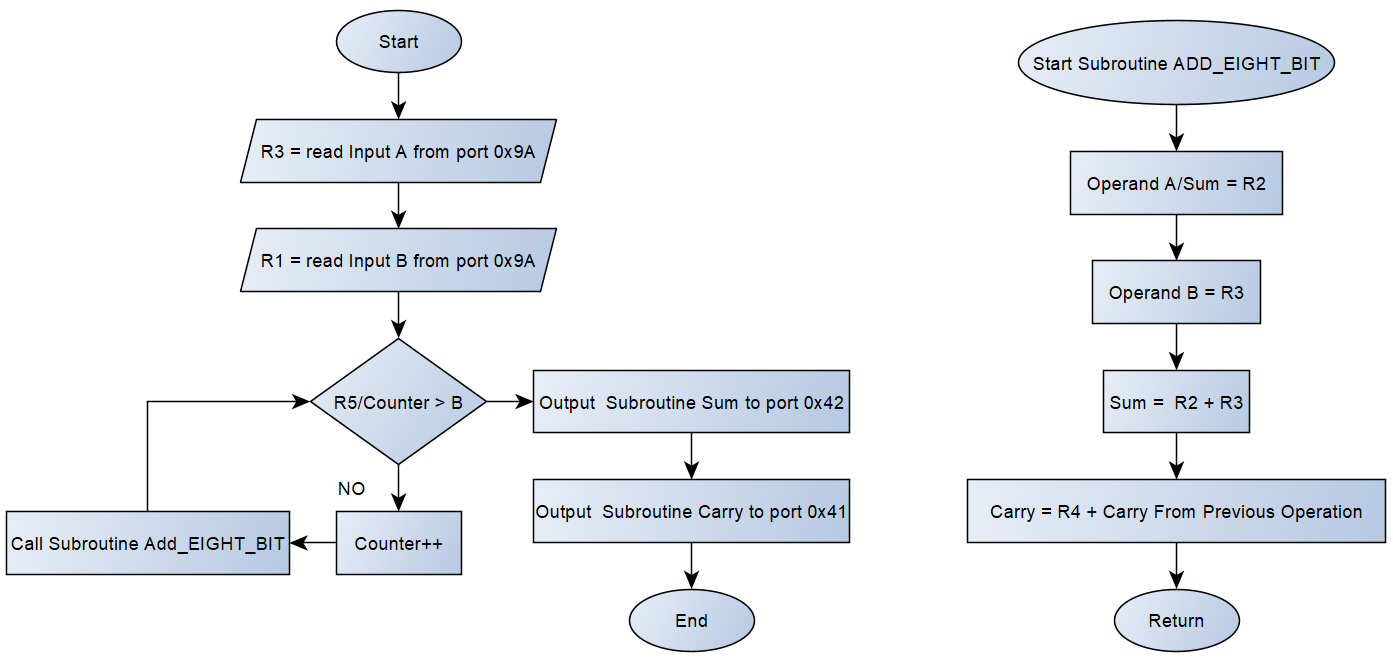 Start
R3 = read Input A from port 0x9A
R1 = read Input B from port 0x9A
R5/Counter > B
NO
Counter++
Call Subroutine Add_EIGHT_BIT
Output Subroutine Sum to port 0x42
Output Subroutine Carry to port 0x41
End
Start Subroutine ADD_EIGHT_BIT
Operand A/Sum = R2
Operand B = R3
Sum = R2 + R3
Carry = R4 + Carry From Previous Operation
Return